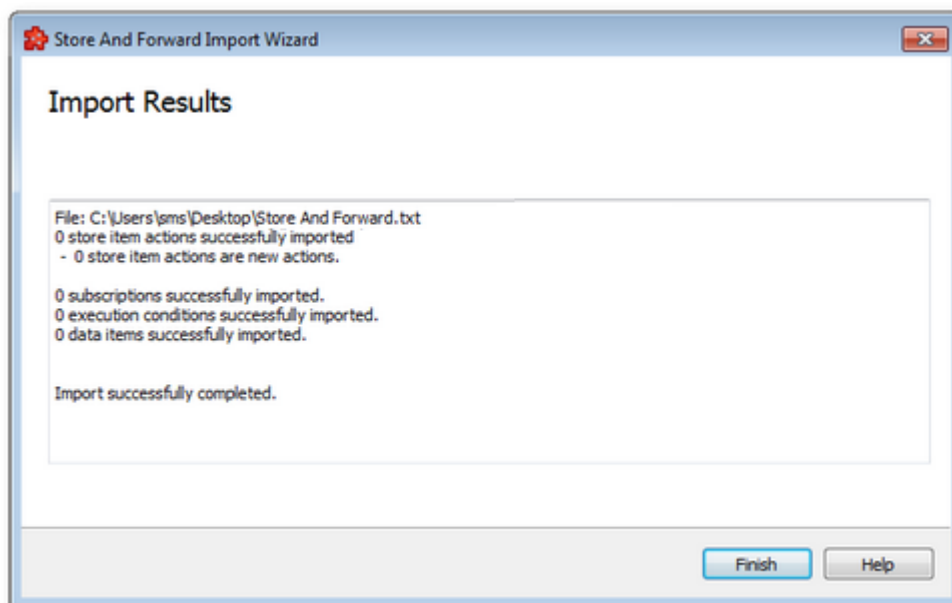 Store And Forward Import Wizard
Import Results
File: C:\Users\sms\Desktop\Store And Forward.txt
0 store item actions successfully imported
- 0 store item actions are new actions.
0 subscriptions successfully imported.
0 execution conditions successfully imported.
0 data items successfully imported.
Import successfully completed.
Finish
Help